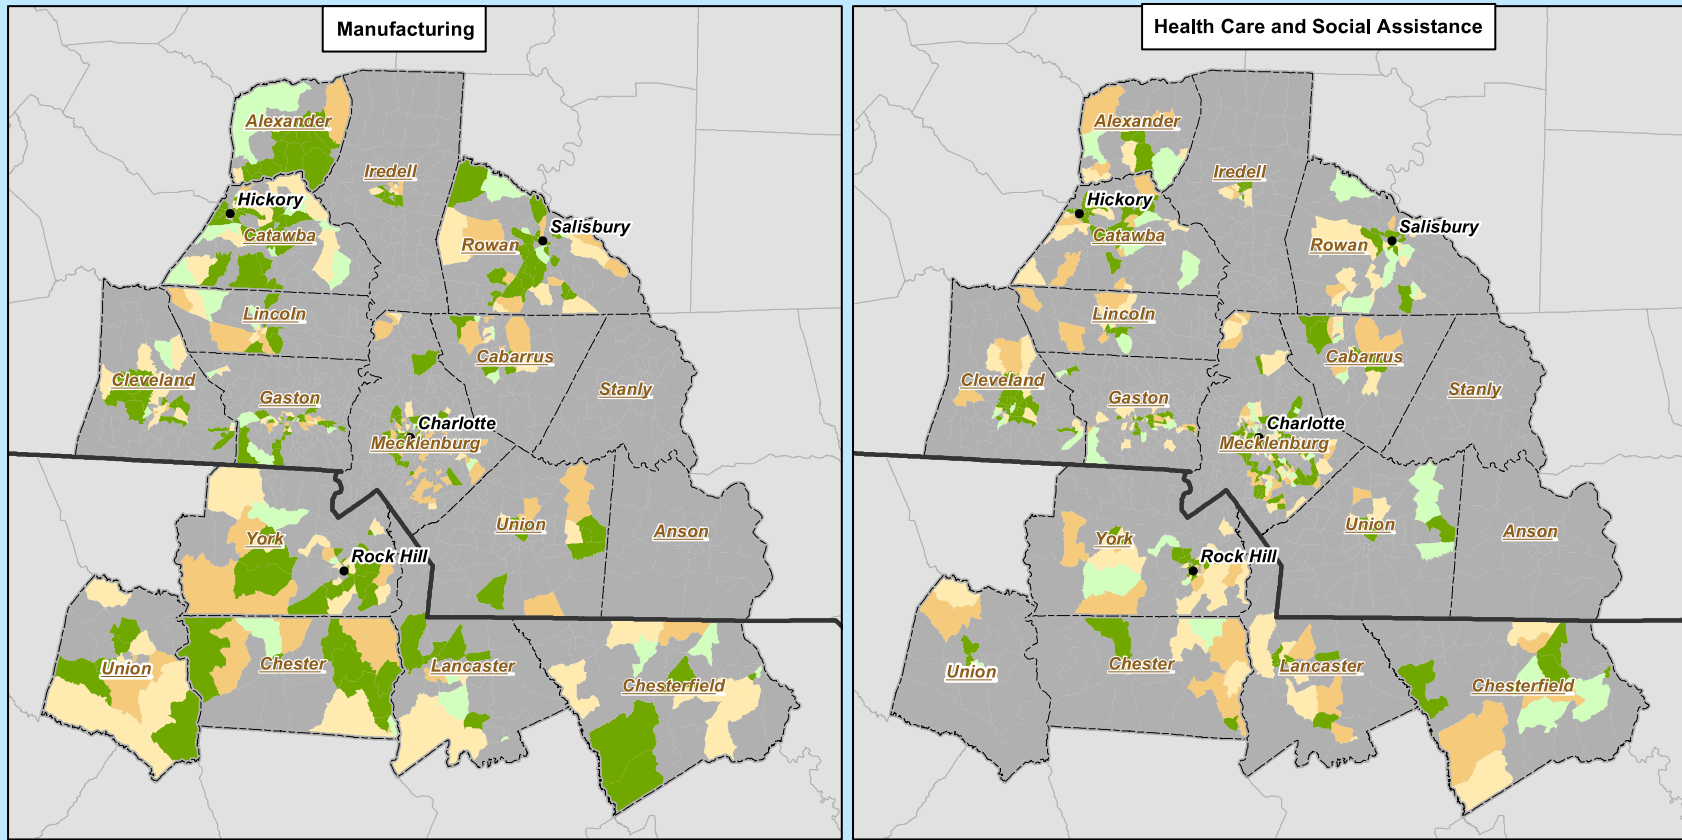 Manufacturing
Alexander
Iredell
Hickory
Catawba
Salisbury
Rowan
Lincoln
Cabarrus
Cleveland
Stanly
Gaston
Charlotte
Mecklenburg
Union
Anson
York
Rock Hill
Union
Chester
Lancaster
Chesterfield
Health Care and Social Assistance
Alexander
Iredell
Hickory
Catawba
Salisbury
Rowan
Lincoln
Cabarrus
Cleveland
Stanly
Gaston
Charlotte
Mecklenburg
Union
Anson
York
Rock Hill
Union
Chester
Lancaster
Chesterfield